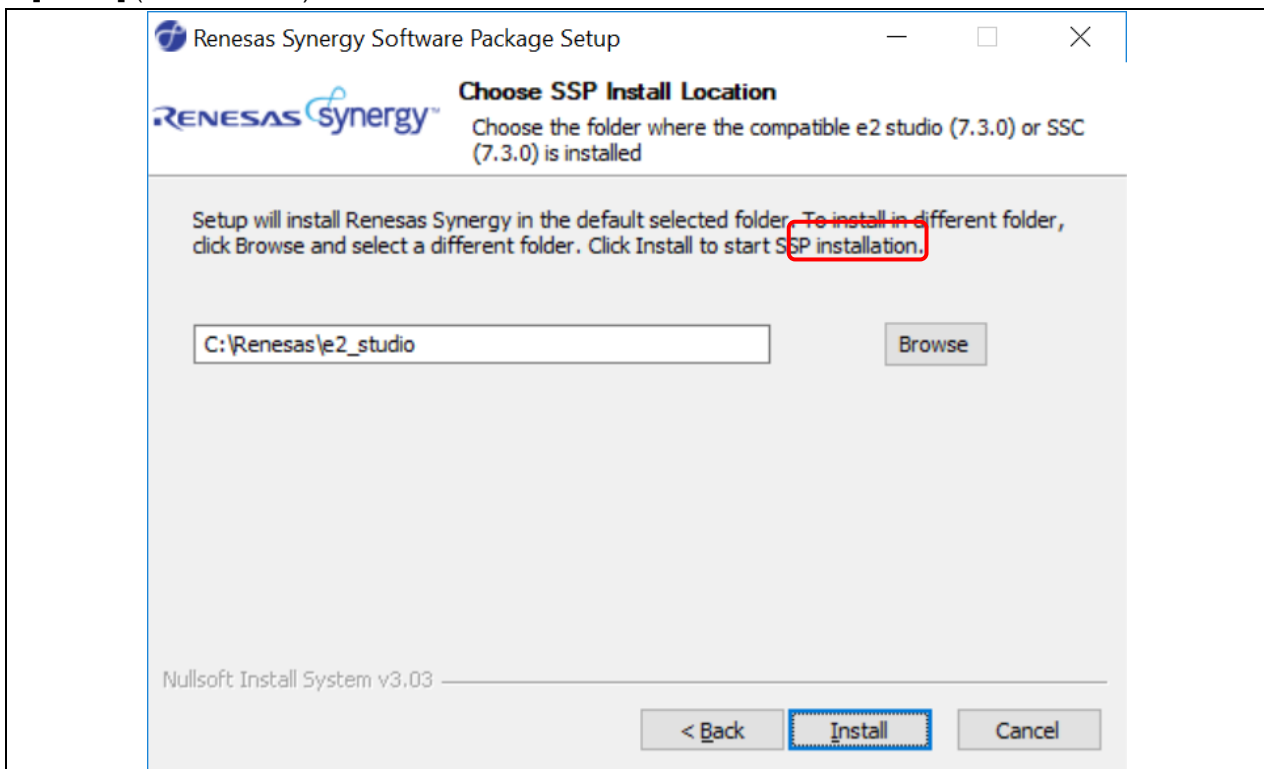 Renesas Synergy Software Package Setup
RENESAS synergy™
Choose SSP Install Location
Choose the folder where the compatible e2 studio (7.3.0) or SSC
(7.3.0) is installed
Setup will install Renesas Synergy in the default selected folder. To install in different folder,
click Browse and select a different folder. Click Install to start SSP installation.
C:\Renesas\e2_studio
Browse
Nullsoft Install System v3.03
< Back
Install
Cancel